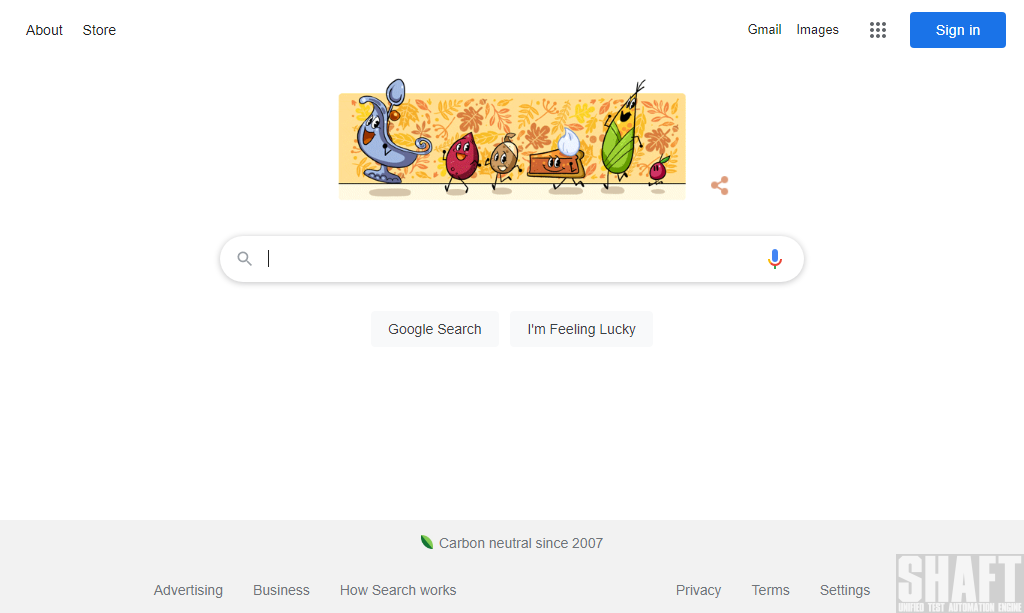 About Store Gmail Images Sign in
Google Search I'm Feeling Lucky
Carbon neutral since 2007
Advertising Business How Search works Privacy Terms Settings
SHAFT
UNIFIED TEST AUTOMATION ENGINE